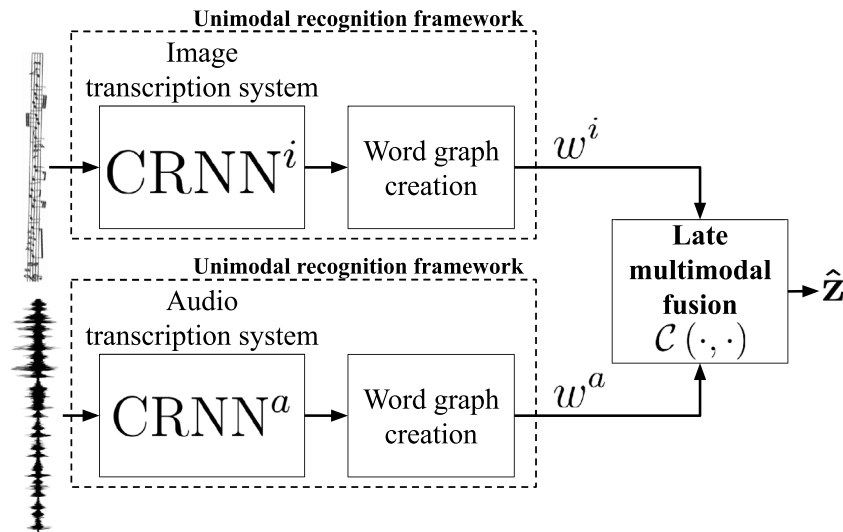 Unimodal recognition framework
Image
transcription system
CRNN^i
Word graph
creation
w^i
Unimodal recognition framework
Audio
transcription system
CRNN^a
Word graph
creation
w^a
Late
multimodal
fusion
𝒞 (·, ·)
ẑ